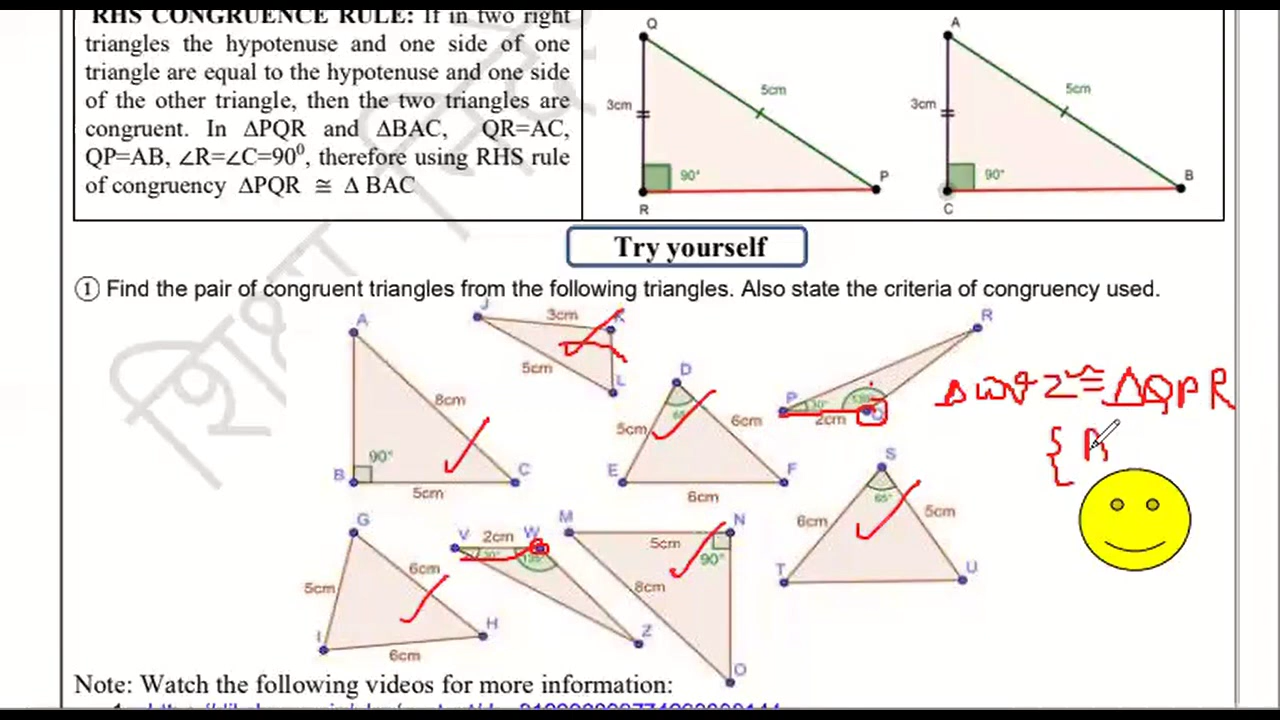 RHS CONGRUENCE RULE: If in two right
triangles the hypotenuse and one side of one
triangle are equal to the hypotenuse and one side
of the other triangle, then the two triangles are
congruent. In ΔPQR and ΔBAC, QR=AC,
QP=AB, ∠R=∠C=90⁰, therefore using RHS rule
of congruency ΔPQR ≅ Δ BAC
Q
3cm
5cm
90°
R
P
A
3cm
5cm
90°
C
B
Try yourself
① Find the pair of congruent triangles from the following triangles. Also state the criteria of congruency used.
A
8cm
90°
B
5cm
C
J
3cm
K
5cm
L
D
65°
5cm
6cm
E
6cm
F
R
P
30°
2cm
ΔQPR
G
5cm
6cm
I
H
6cm
V
2cm
W
30°
Z
M
5cm
N
90°
8cm
O
S
65°
6cm
5cm
T
U
शिक्षा
Note: Watch the following videos for more information: